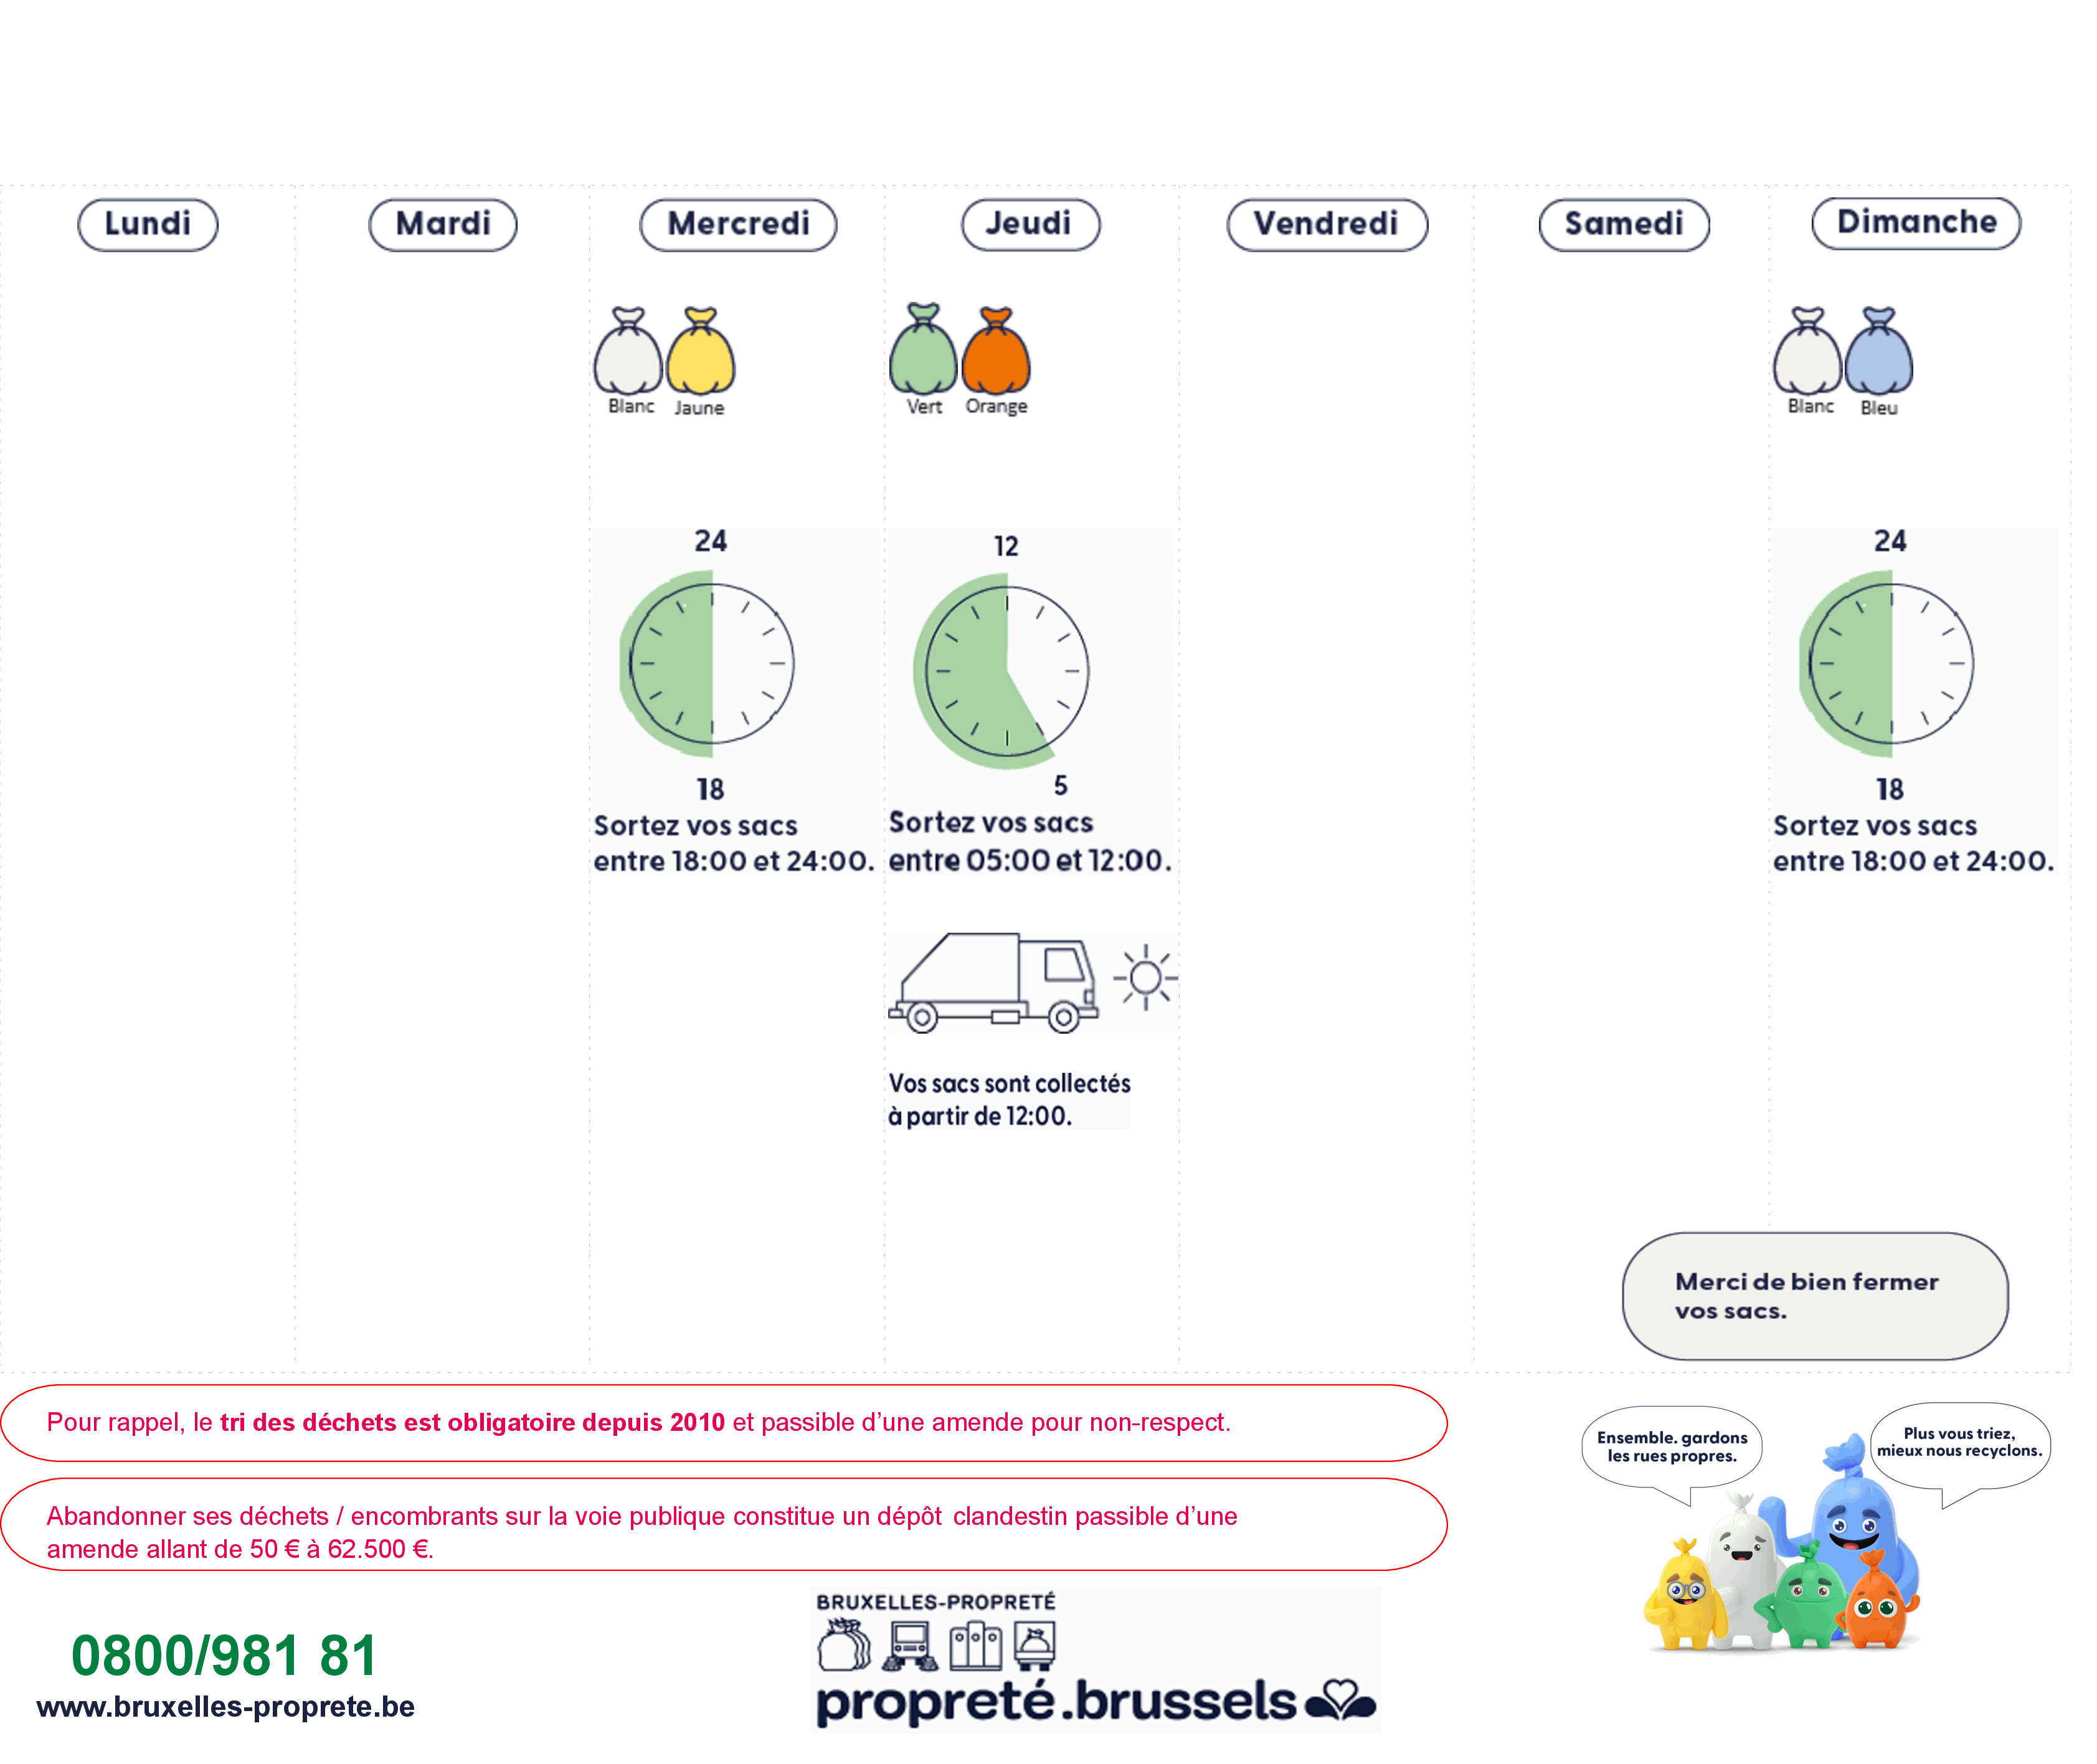 Lundi
Mardi
Mercredi
Jeudi
Vendredi
Samedi
Dimanche
Blanc Jaune
Vert Orange
Blanc Bleu
24
18
Sortez vos sacs
entre 18:00 et 24:00.
12
5
Sortez vos sacs
entre 05:00 et 12:00.
24
18
Sortez vos sacs
entre 18:00 et 24:00.
Vos sacs sont collectés
à partir de 12:00.
Merci de bien fermer
vos sacs.
Pour rappel, le tri des déchets est obligatoire depuis 2010 et passible d’une amende pour non-respect.
Abandonner ses déchets / encombrants sur la voie publique constitue un dépôt clandestin passible d’une
amende allant de 50 € à 62.500 €.
Ensemble. gardons
les rues propres.
Plus vous triez,
mieux nous recyclons.
0800/981 81
www.bruxelles-proprete.be
BRUXELLES-PROPRETÉ
propreté.brussels